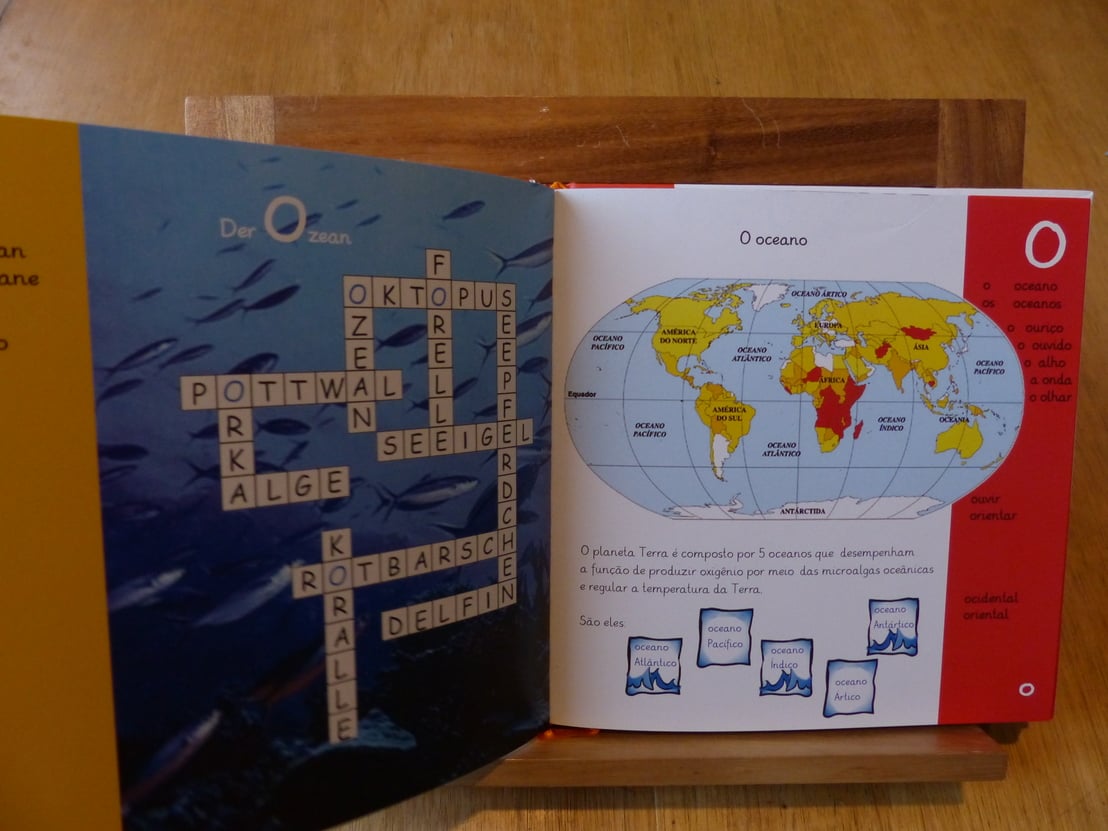 an
ane
o
Der Ozean
FORELLE
OKTOPUS
OZEAN
SEEPFERDCHEN
POTTWAL
ORKA
SEEIGEL
ALGE
KORALLE
ROTBARSCH
DELFIN
O oceano
OCEANO ÁRTICO
AMÉRICA
DO NORTE
EUROPA
ÁSIA
OCEANO
PACÍFICO
OCEANO
ATLÂNTICO
OCEANO
PACÍFICO
Equador
ÁFRICA
AMÉRICA
DO SUL
OCEANO
PACÍFICO
OCEANO
ATLÂNTICO
OCEANO
ÍNDICO
OCEANIA
ANTÁRCTIDA
O planeta Terra é composto por 5 oceanos que desempenham
a função de produzir oxigênio por meio das microalgas oceânicas
e regular a temperatura da Terra.
São eles:
oceano
Atlântico
oceano
Pacífico
oceano
Índico
oceano
Ártico
oceano
Antártico
O
o oceano
os oceanos
o ouriço
o ouvido
o alho
a onda
o olhar
ouvir
orientar
ocidental
oriental
O